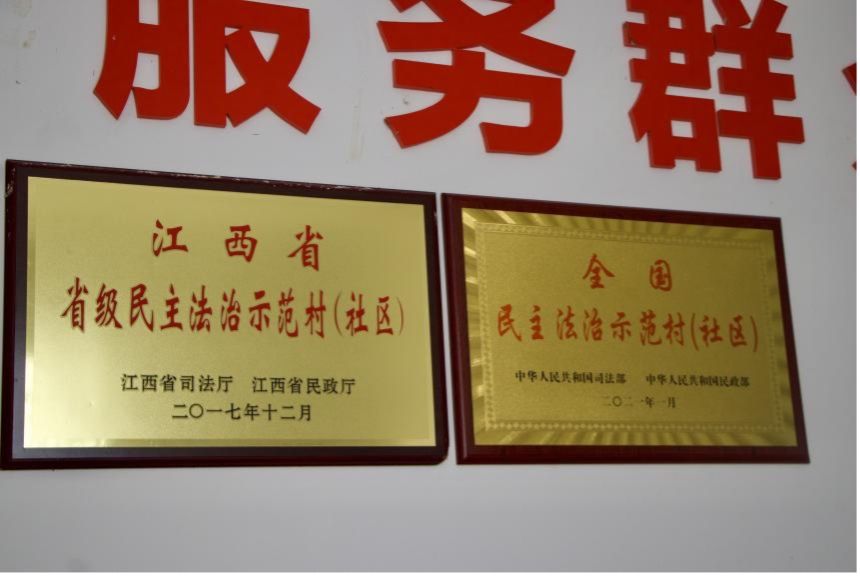 服务群
江西省
省级民主法治示范村(社区)
江西省司法厅 江西省民政厅
二〇一七年十二月
全国
民主法治示范村(社区)
中华人民共和国司法部 中华人民共和国民政部
二〇二一年一月